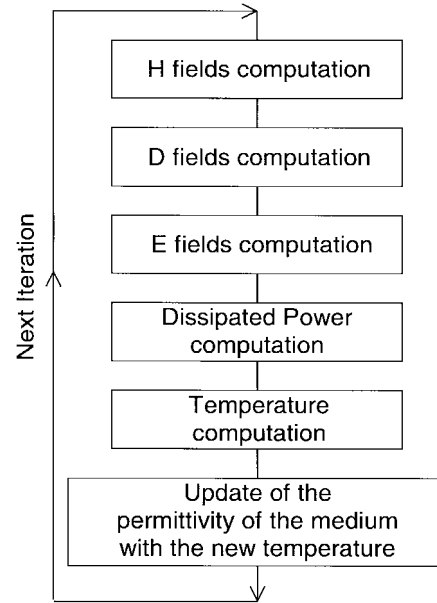 H fields computation
D fields computation
E fields computation
Dissipated Power
computation
Temperature
computation
Update of the
permittivity of the medium
with the new temperature
Next Iteration